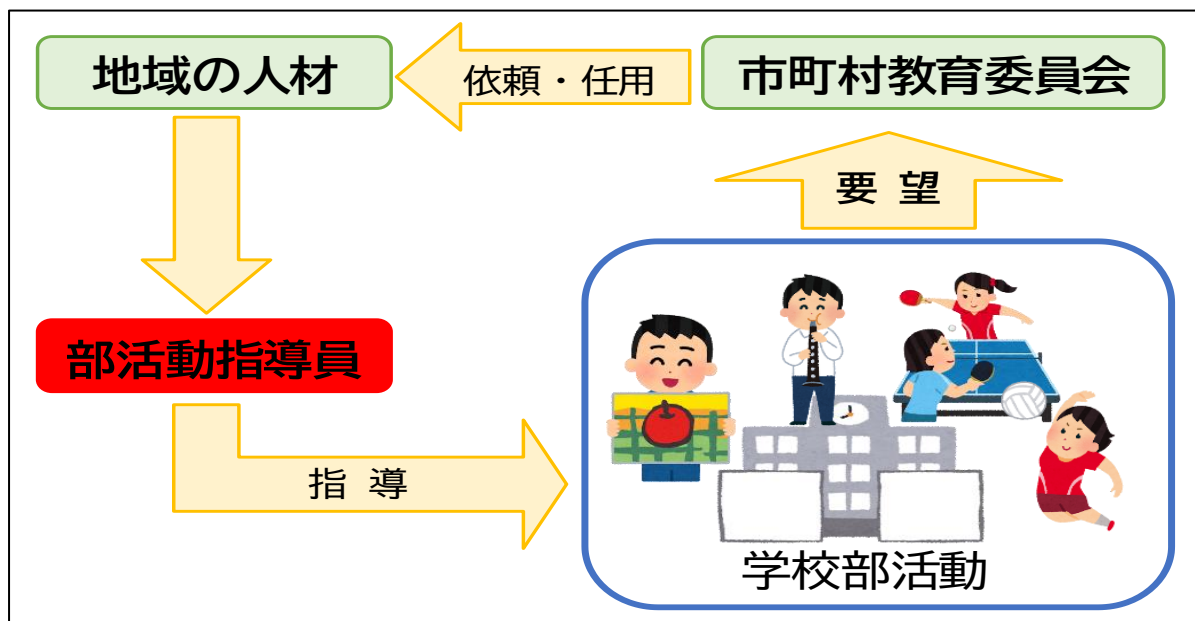 地域の人材
依頼・任用
市町村教育委員会
要 望
部活動指導員
指 導
学校部活動